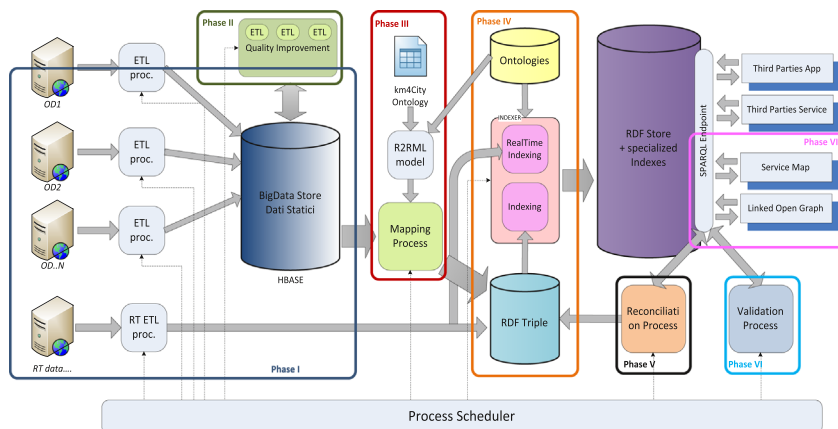 Phase II
ETL
ETL
ETL
Quality Improvement
Phase III
km4City
Ontology
R2RML
model
Mapping
Process
Phase IV
Ontologies
INDEXER
RealTime
Indexing
Indexing
RDF Triple
RDF Store
+ specialized
Indexes
SPARQL Endpoint
Third Parties App
Third Parties Service
Phase VI
Service Map
Linked Open Graph
OD1
ETL
proc.
OD2
ETL
proc.
OD..N
ETL
proc.
RT data....
RT ETL
proc.
BigData Store
Dati Statici
HBASE
Phase I
Reconciliati
on Process
Phase V
Validation
Process
Phase VI
Process Scheduler